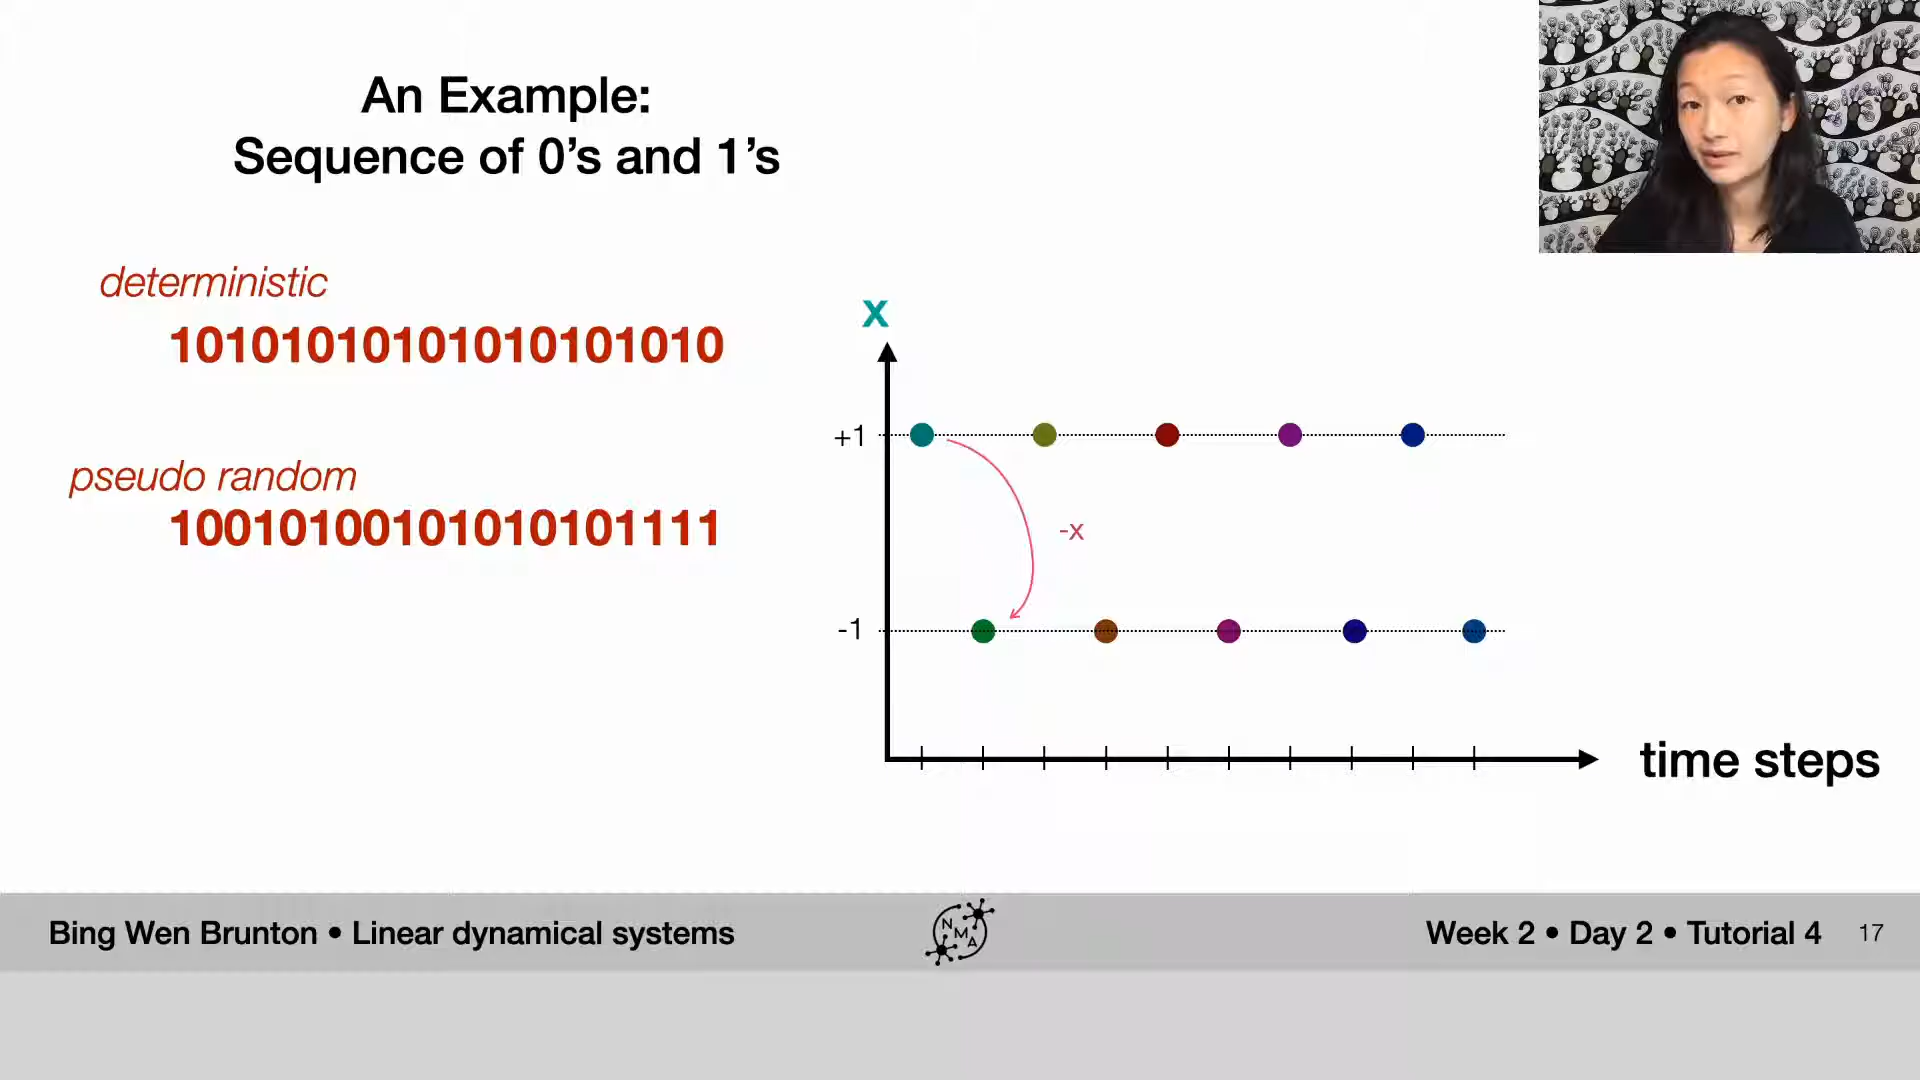 An Example:
Sequence of 0's and 1's
deterministic
10101010101010101010
pseudo random
10010100101010101111
x
+1
-x
-1
time steps
Bing Wen Brunton • Linear dynamical systems
N
M
A
Week 2 • Day 2 • Tutorial 4 17